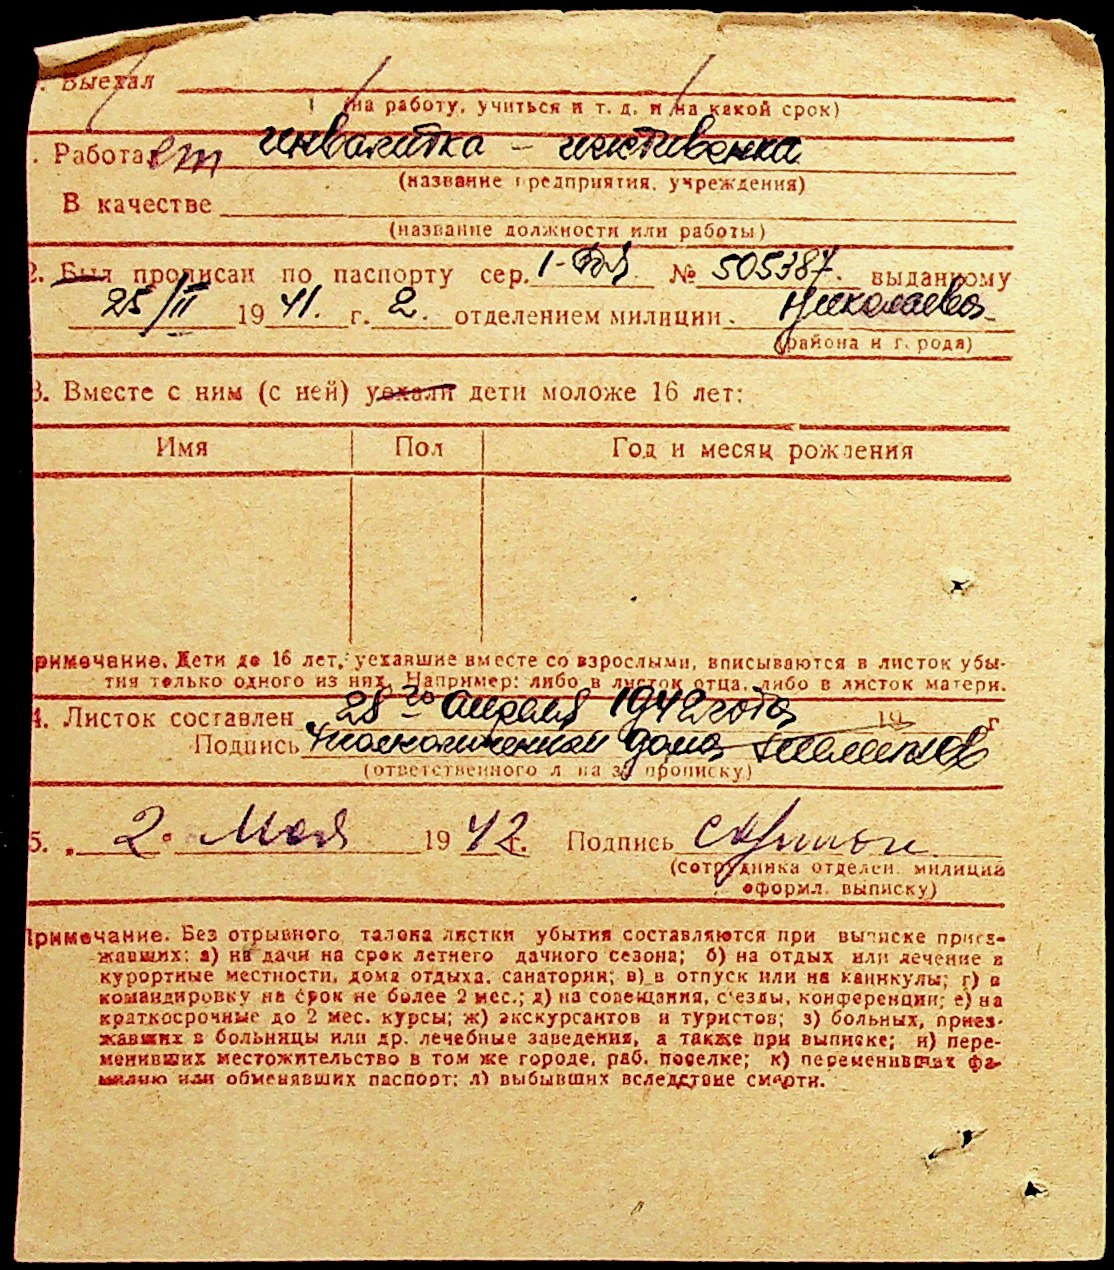 . Выехал
(на работу, учиться и т. д. и на какой срок)
. Работает инвалитка – иждивенка
(название предприятия, учреждения)
В качестве
(название должности или работы)
2. Был прописан по паспорту сер. 1- № 505387. выданному
25/II 1941. г. 2. отделением милиции. Николаева
(района и города)
3. Вместе с ним (с ней) уехали дети моложе 16 лет:
Имя Пол Год и месяц рождения
римечание. Дети до 16 лет, уехавшие вместе со взрослыми, вписываются в листок убы-
тия только одного из них. Например: либо в листок отца, либо в листок матери.
4. Листок составлен 28го апреля 1942 года 19 г
Подпись дома
(ответственного л на за прописку)
5. „ 2 " Мая 1942 г. Подпись
(сотрудника отделен. милиции
оформл. выписку)
Примечание. Без отрывного талона листки убытия составляются при выписке приез-
жавших: а) на дачи на срок летнего дачного сезона; б) на отдых или лечение в
курортные местности, дома отдыха, санатории; в) в отпуск или на каникулы; г) в
командировку на срок не более 2 мес.; д) на совещания, с'езды, конференции; е) на
краткосрочные до 2 мес. курсы; ж) экскурсантов и туристов; з) больных, приез-
жавших в больницы или др. лечебные заведения, а также при выписке; и) пере-
менивших местожительство в том же городе, раб. поселке; к) переменивших фа-
милию или обменявших паспорт; л) выбывших вследствие смерти.